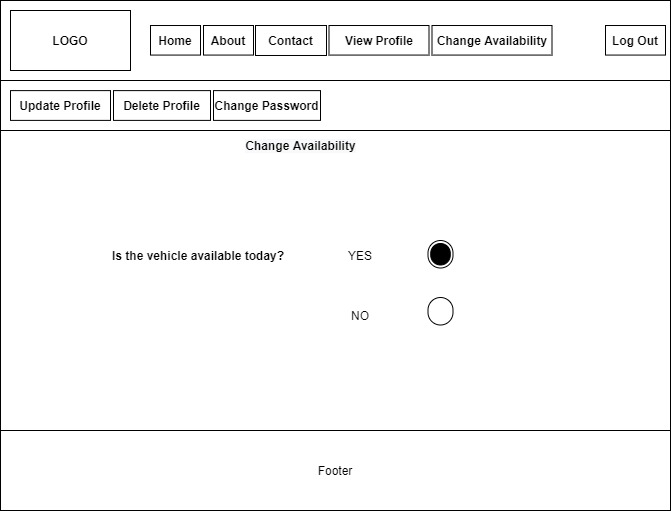 LOGO
Home About Contact View Profile Change Availability Log Out
Update Profile Delete Profile Change Password
Change Availability
Is the vehicle available today? YES
NO
Footer